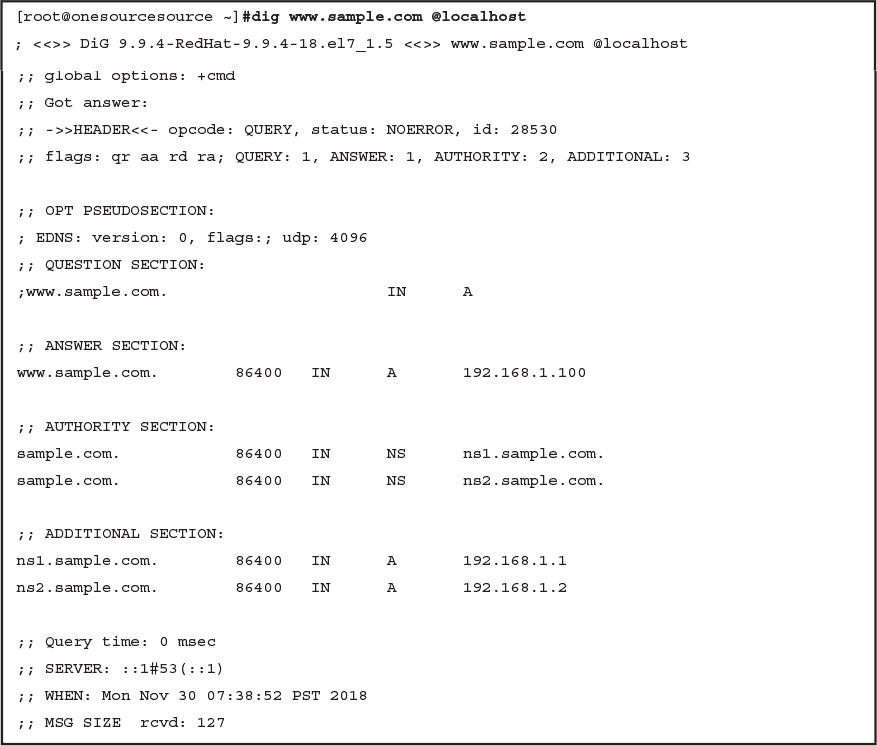 [root@onesourcesource ~]#dig www.sample.com @localhost
; <<>> DiG 9.9.4-RedHat-9.9.4-18.el7_1.5 <<>> www.sample.com @localhost
;; global options: +cmd
;; Got answer:
;; ->>HEADER<<- opcode: QUERY, status: NOERROR, id: 28530
;; flags: qr aa rd ra; QUERY: 1, ANSWER: 1, AUTHORITY: 2, ADDITIONAL: 3
;; OPT PSEUDOSECTION:
; EDNS: version: 0, flags:; udp: 4096
;; QUESTION SECTION:
;www.sample.com. IN A
;; ANSWER SECTION:
www.sample.com. 86400 IN A 192.168.1.100
;; AUTHORITY SECTION:
sample.com. 86400 IN NS ns1.sample.com.
sample.com. 86400 IN NS ns2.sample.com.
;; ADDITIONAL SECTION:
ns1.sample.com. 86400 IN A 192.168.1.1
ns2.sample.com. 86400 IN A 192.168.1.2
;; Query time: 0 msec
;; SERVER: ::1#53(::1)
;; WHEN: Mon Nov 30 07:38:52 PST 2018
;; MSG SIZE rcvd: 127